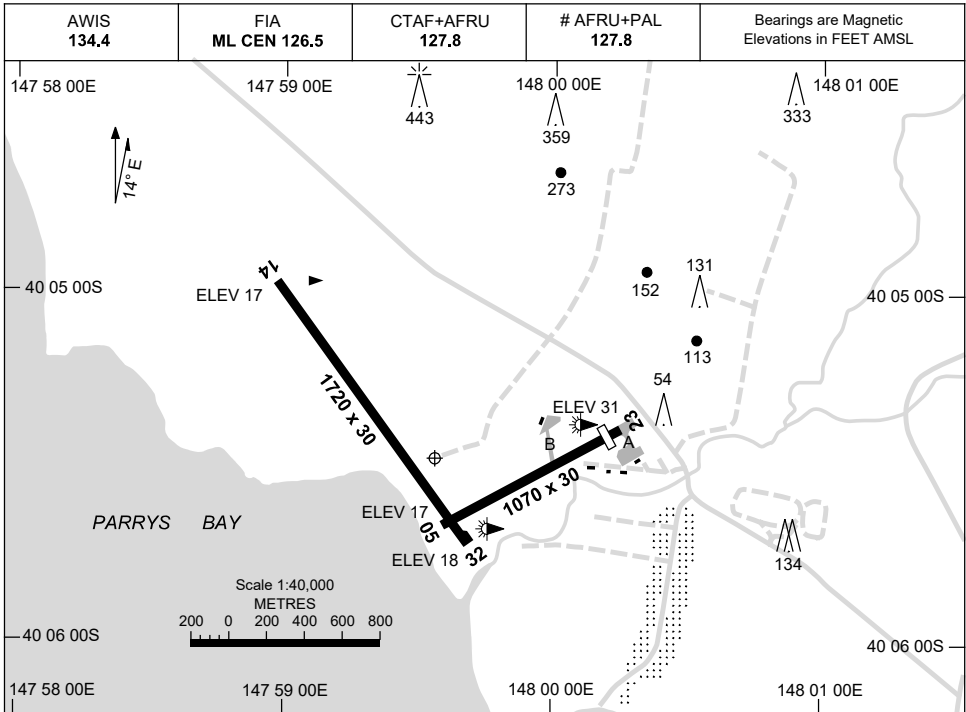 AWIS
134.4
FIA
ML CEN 126.5
CTAF+AFRU
127.8
# AFRU+PAL
127.8
Bearings are Magnetic
Elevations in FEET AMSL
147 58 00E
147 59 00E
148 00 00E
148 01 00E
443
359
333
14° E
273
40 05 00S
14
ELEV 17
152
131
40 05 00S
113
1720 x 30
54
ELEV 31
23
B
A
1070 x 30
PARRYS BAY
ELEV 17
05
ELEV 18
32
134
Scale 1:40,000
METRES
200 0 200 400 600 800
40 06 00S
40 06 00S
147 58 00E
147 59 00E
148 00 00E
148 01 00E